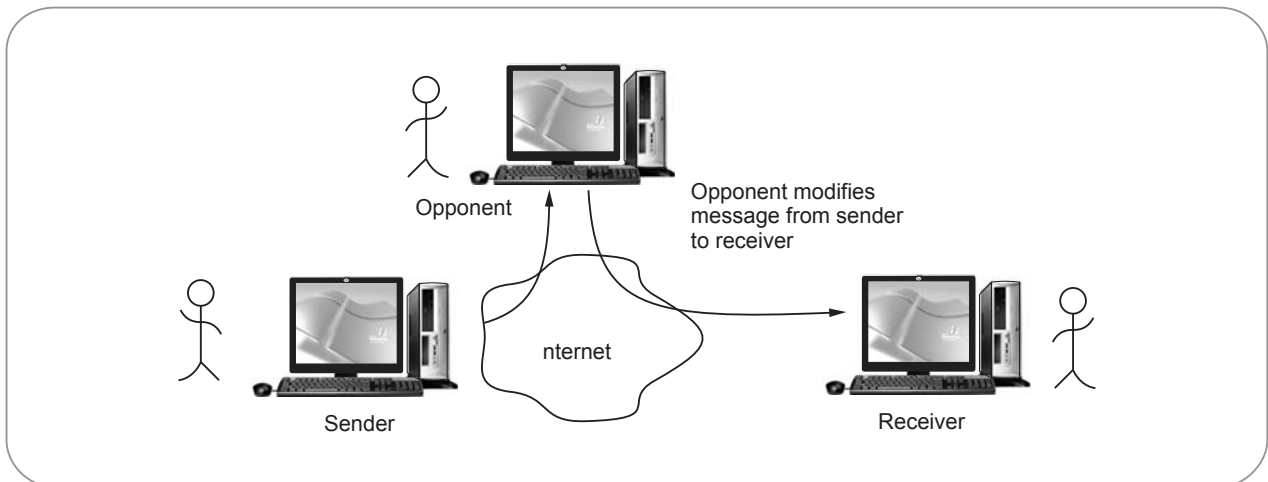 Opponent
Opponent modifies
message from sender
to receiver
nternet
Sender
Receiver